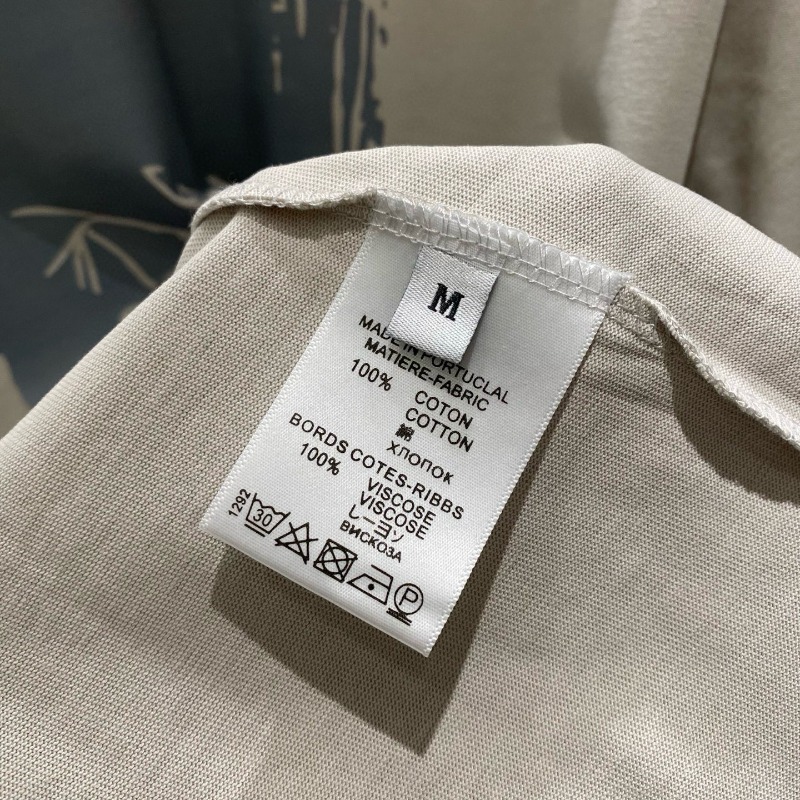 M
MADE IN PORTUCLAL
MATIERE-FABRIC
100% COTON
COTTON
綿
ХЛОПОК
BORDS COTES-RIBBS
100% VISCOSE
VISCOSE
レーヨソ
ВИСКОЗА
1292
30
P